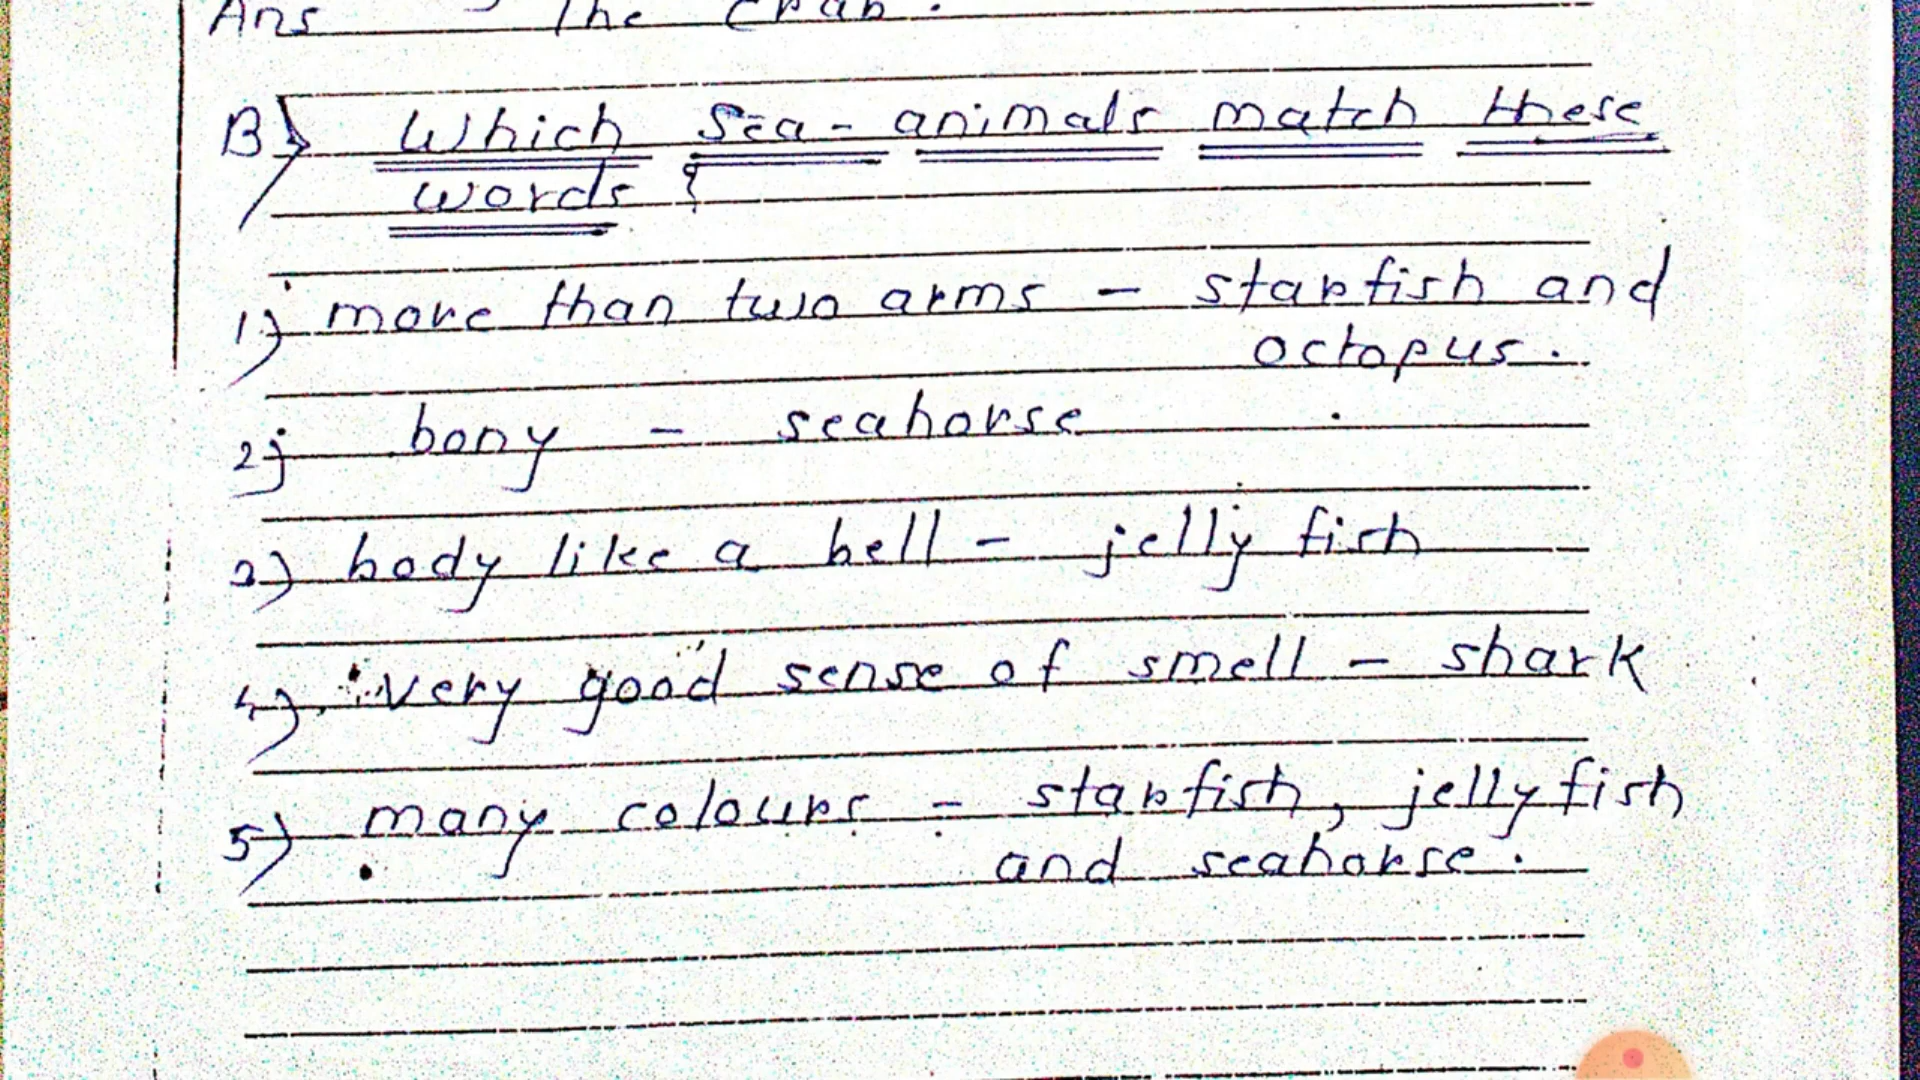 Ans The crab.
B) Which Sea-animals match these
words ?
1) more than two arms - starfish and
octopus.
2) bony - seahorse
3) body like a bell - jelly fish
4) very good sense of smell - shark
5) many colours - starfish, jellyfish
and seahorse.